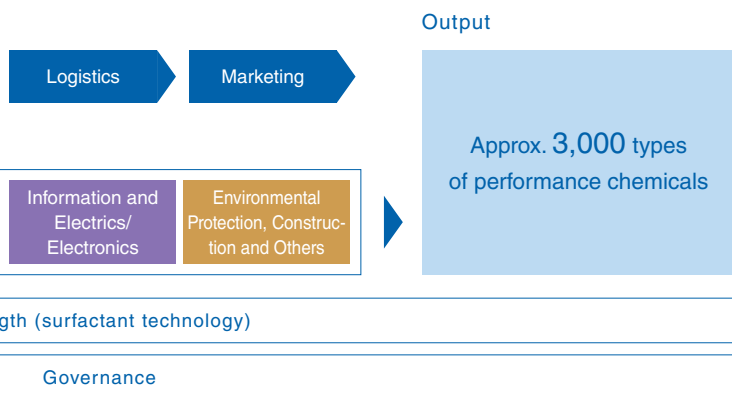 Output
Logistics
Marketing
Approx. 3,000 types
of performance chemicals
Information and
Electrics/
Electronics
Environmental
Protection, Construc-
tion and Others
gth (surfactant technology)
Governance